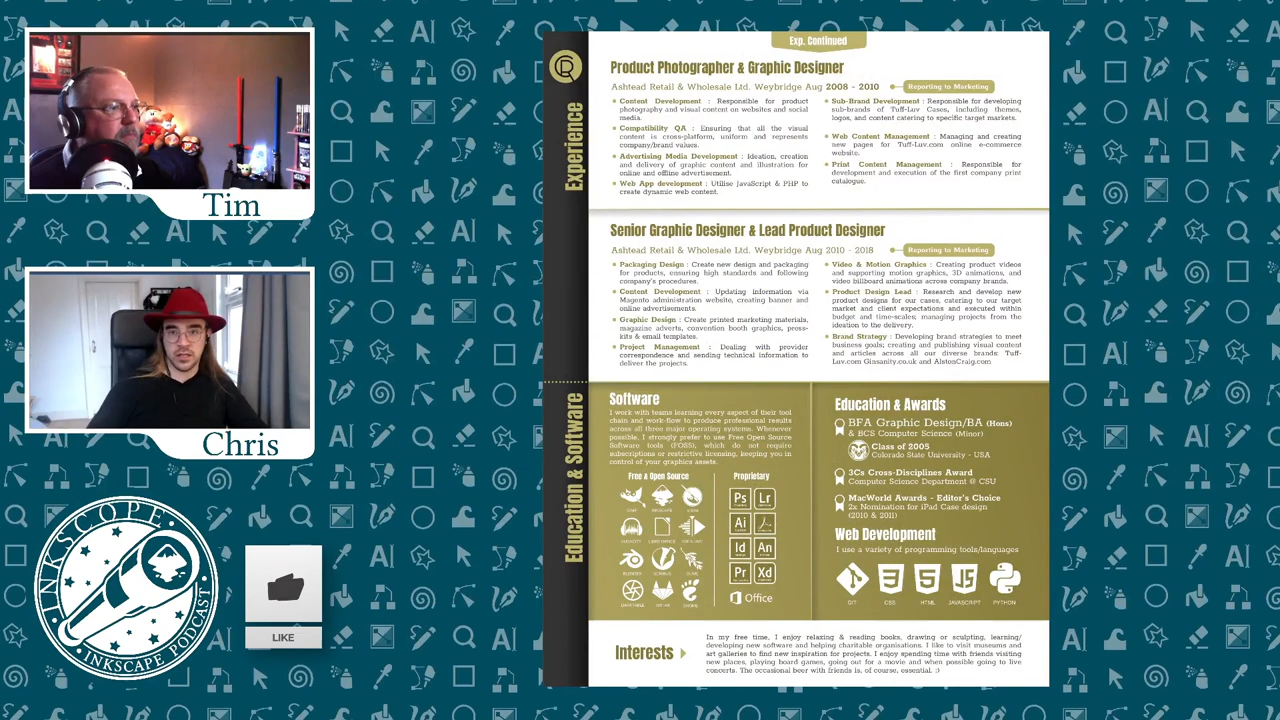 Tim
Chris
INKSCOPE
INKSCAPE PODCAST
LIKE
Exp. Continued
Experience
Product Photographer & Graphic Designer
Ashtead Retail & Wholesale Ltd. Weybridge Aug 2008 - 2010
Reporting to Marketing
Content Development : Responsible for product
photography and visual content on websites and social
media.
Compatibility QA : Ensuring that all the visual
content is cross-platform, uniform and represents
company/brand values.
Advertising Media Development : Ideation, creation
and delivery of graphic content and illustration for
online and offline advertisement.
Web App development : Utilise JavaScript & PHP to
create dynamic web content.
Sub-Brand Development : Responsible for developing
sub-brands of Tuff-Luv Cases, including themes,
logos, and content catering to specific target markets.
Web Content Management : Managing and creating
new pages for Tuff-Luv.com online e-commerce
website.
Print Content Management : Responsible for
development and execution of the first company print
catalogue.
Senior Graphic Designer & Lead Product Designer
Ashtead Retail & Wholesale Ltd. Weybridge Aug 2010 - 2018
Reporting to Marketing
Packaging Design : Create new design and packaging
for products, ensuring high standards and following
company's procedures.
Content Development : Updating information via
Magento administration website, creating banner and
online advertisements.
Graphic Design : Create printed marketing materials,
magazine adverts, convention booth graphics, press-
kits & email templates.
Project Management : Dealing with provider
correspondence and sending technical information to
deliver the projects.
Video & Motion Graphics : Creating product videos
and supporting motion graphics, 3D animations, and
video billboard animations across company brands.
Product Design Lead : Research and develop new
product designs for our cases, catering to our target
market and client expectations and executed within
budget and time-scales; managing projects from the
ideation to the delivery.
Brand Strategy : Developing brand strategies to meet
business goals; creating and publishing visual content
and articles across all our diverse brands: Tuff-
Luv.com Ginsanity.co.uk and AlstonCraig.com
Education & Software
Software
I work with teams learning every aspect of their tool
chain and work-flow to produce professional results
across all three major operating systems. Whenever
possible, I strongly prefer to use Free Open Source
Software tools (FOSS), which do not require
subscriptions or restrictive licensing, keeping you in
control of your graphics assets.
Free & Open Source
Proprietary
GIMP INKSCAPE
AUDACITY LIBRE OFFICE
BLENDER SCRIBUS
DARKTABLE
Ps Lr
Ai
Id An
Pr Xd
Office
Education & Awards
BFA Graphic Design/BA (Hons)
& BCS Computer Science (Minor)
Class of 2005
Colorado State University - USA
3Cs Cross-Disciplines Award
Computer Science Department @ CSU
MacWorld Awards - Editor's Choice
2x Nomination for iPad Case design
(2010 & 2011)
Web Development
I use a variety of programming tools/languages
GIT CSS HTML JAVASCRIPT PYTHON
Interests
In my free time, I enjoy relaxing & reading books, drawing or sculpting, learning/
developing new software and helping charitable organisations. I like to visit museums and
art galleries to find new inspiration for projects. I enjoy spending time with friends visiting
new places, playing board games, going out for a movie and when possible going to live
concerts. The occasional beer with friends is, of course, essential. :)